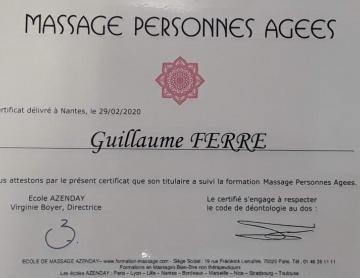 MASSAGE PERSONNES AGEES
ertificat délivré à Nantes, le 29/02/2020
Guillaume FERRE
us attestons par le présent certificat que son titulaire a suivi la formation Massage Personnes Agees.
Ecole AZENDAY
Virginie Boyer, Directrice
Le certifié s'engage à respecter
le code de déontologie au dos :
ECOLE DE MASSAGE AZENDAY– www.formation-massage.com - Siège Social : 19 rue Frédérick Lemaître, 75020 Paris. Tél : 01 46 36 11 11.
Formations en Massages Bien-Être non thérapeutiques
Les écoles AZENDAY : Paris – Lyon – Lille – Nantes – Bordeaux – Marseille – Nice – Strasbourg – Toulouse